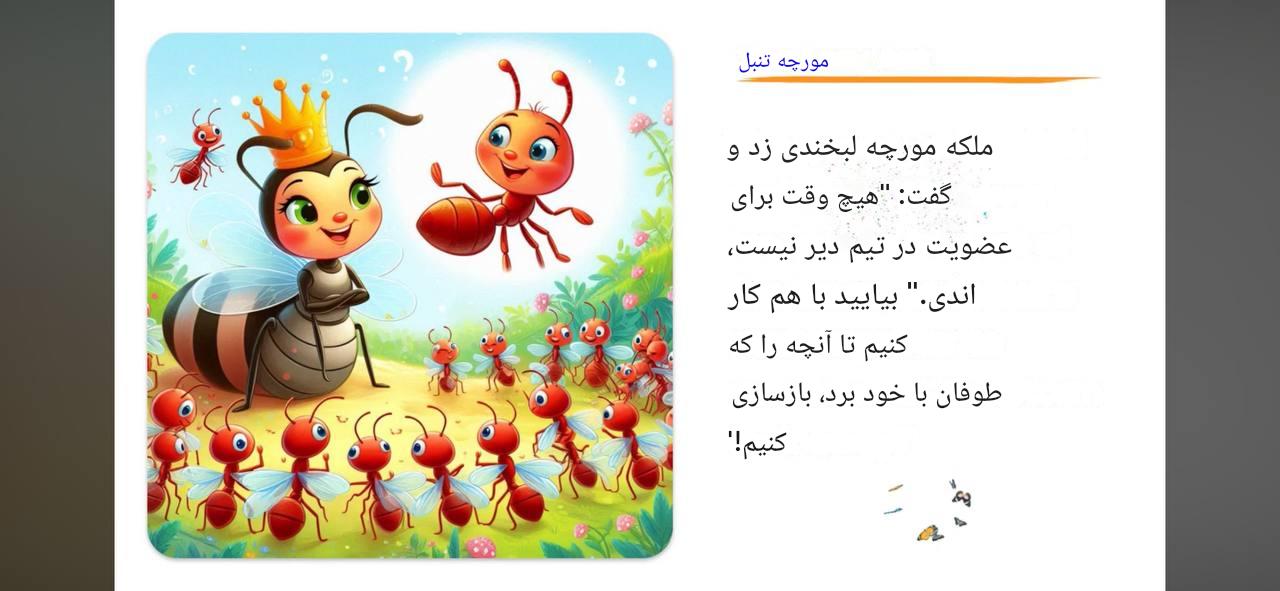 مورچه تنبل
ملکه مورچه لبخندی زد و
گفت: "هیچ وقت برای
عضویت در تیم دیر نیست،
اندی." بیایید با هم کار
کنیم تا آنچه را که
طوفان با خود برد، بازسازی
کنیم!'